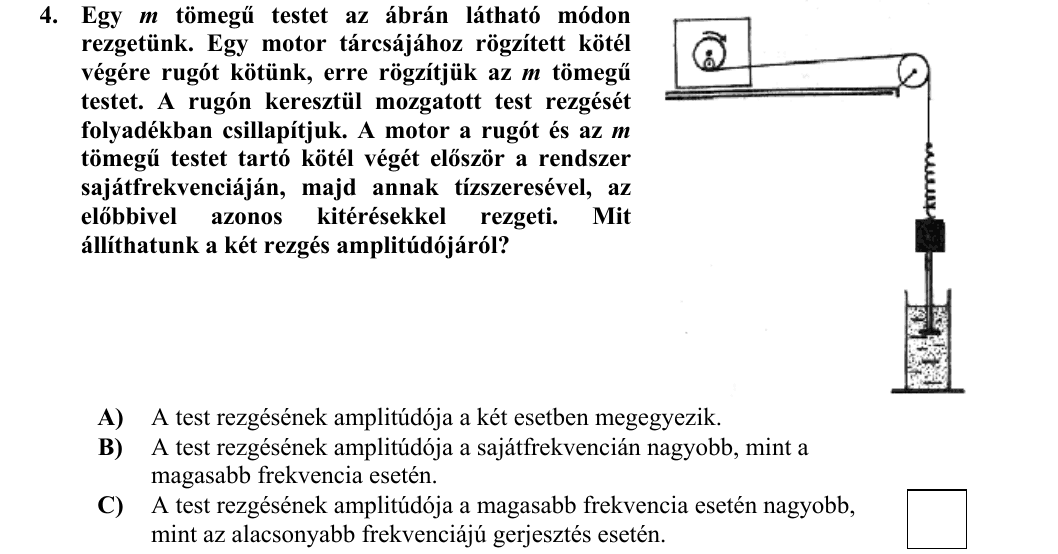 4. Egy m tömegű testet az ábrán látható módon
rezgetünk. Egy motor tárcsájához rögzített kötél
végére rugót kötünk, erre rögzítjük az m tömegű
testet. A rugón keresztül mozgatott test rezgését
folyadékban csillapítjuk. A motor a rugót és az m
tömegű testet tartó kötél végét először a rendszer
sajátfrekvenciáján, majd annak tízszeresével, az
előbbivel azonos kitérésekkel rezgeti. Mit
állíthatunk a két rezgés amplitúdójáról?
A) A test rezgésének amplitúdója a két esetben megegyezik.
B) A test rezgésének amplitúdója a sajátfrekvencián nagyobb, mint a
magasabb frekvencia esetén.
C) A test rezgésének amplitúdója a magasabb frekvencia esetén nagyobb,
mint az alacsonyabb frekvenciájú gerjesztés esetén.